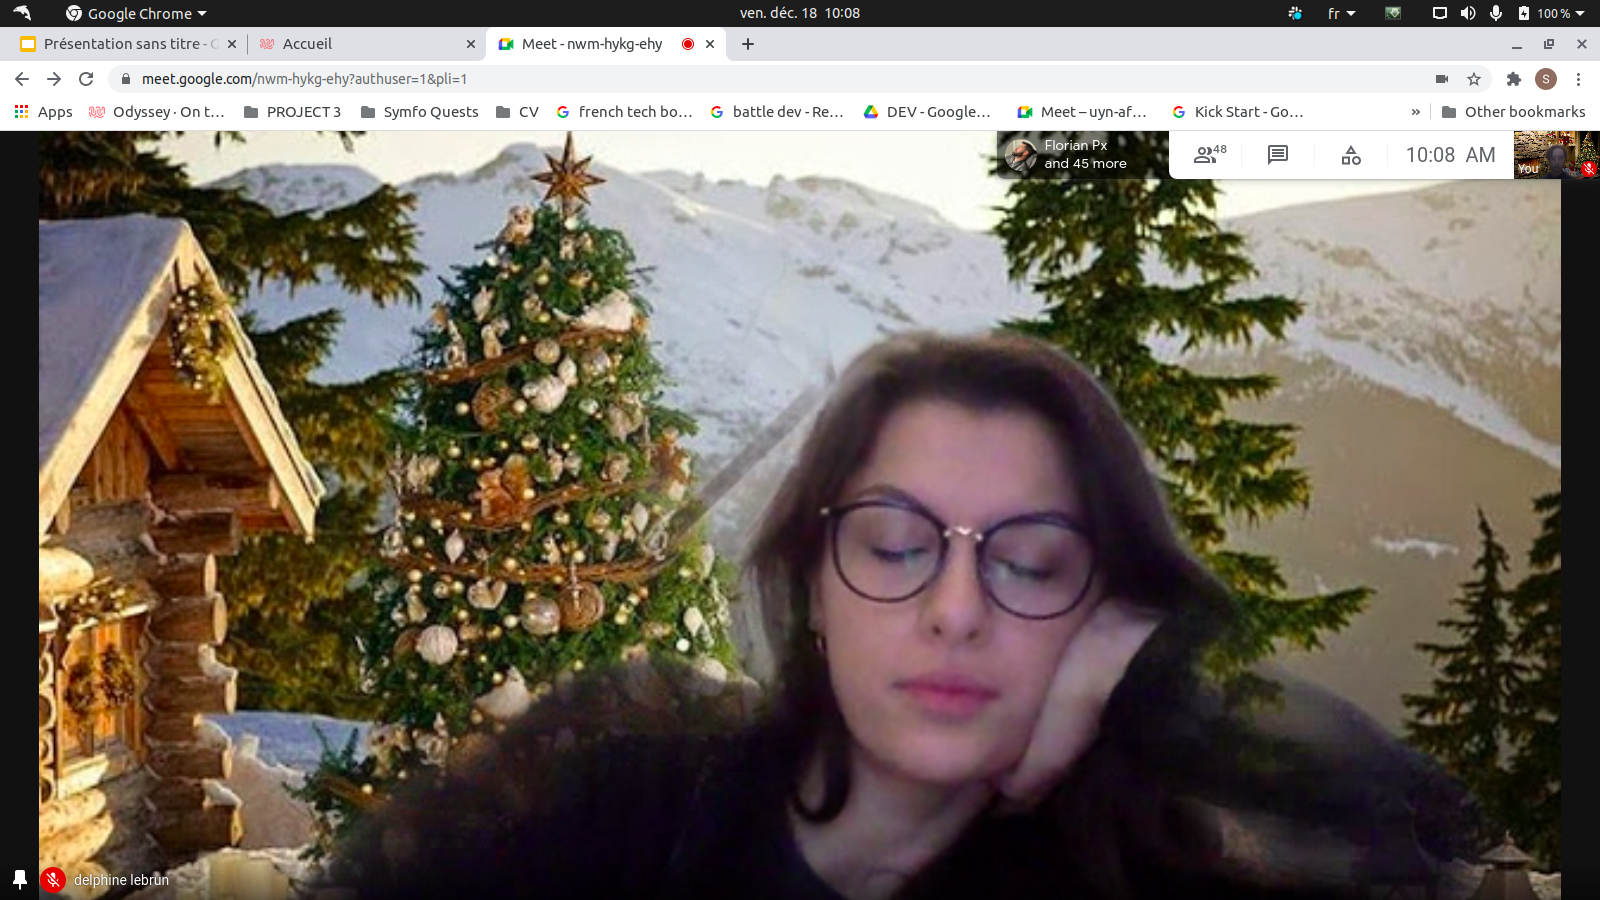 Google Chrome
ven. déc. 18 10:08
fr
100 %
Présentation sans titre - G
Accueil
Meet - nwm-hykg-ehy
meet.google.com/nwm-hykg-ehy?authuser=1&pli=1
S
Apps
Odyssey · On t...
PROJECT 3
Symfo Quests
CV
french tech bo...
battle dev - Re...
DEV - Google...
Meet – uyn-af...
Kick Start - Go...
»
Other bookmarks
Florian Px
and 45 more
48
10:08 AM
You
delphine lebrun